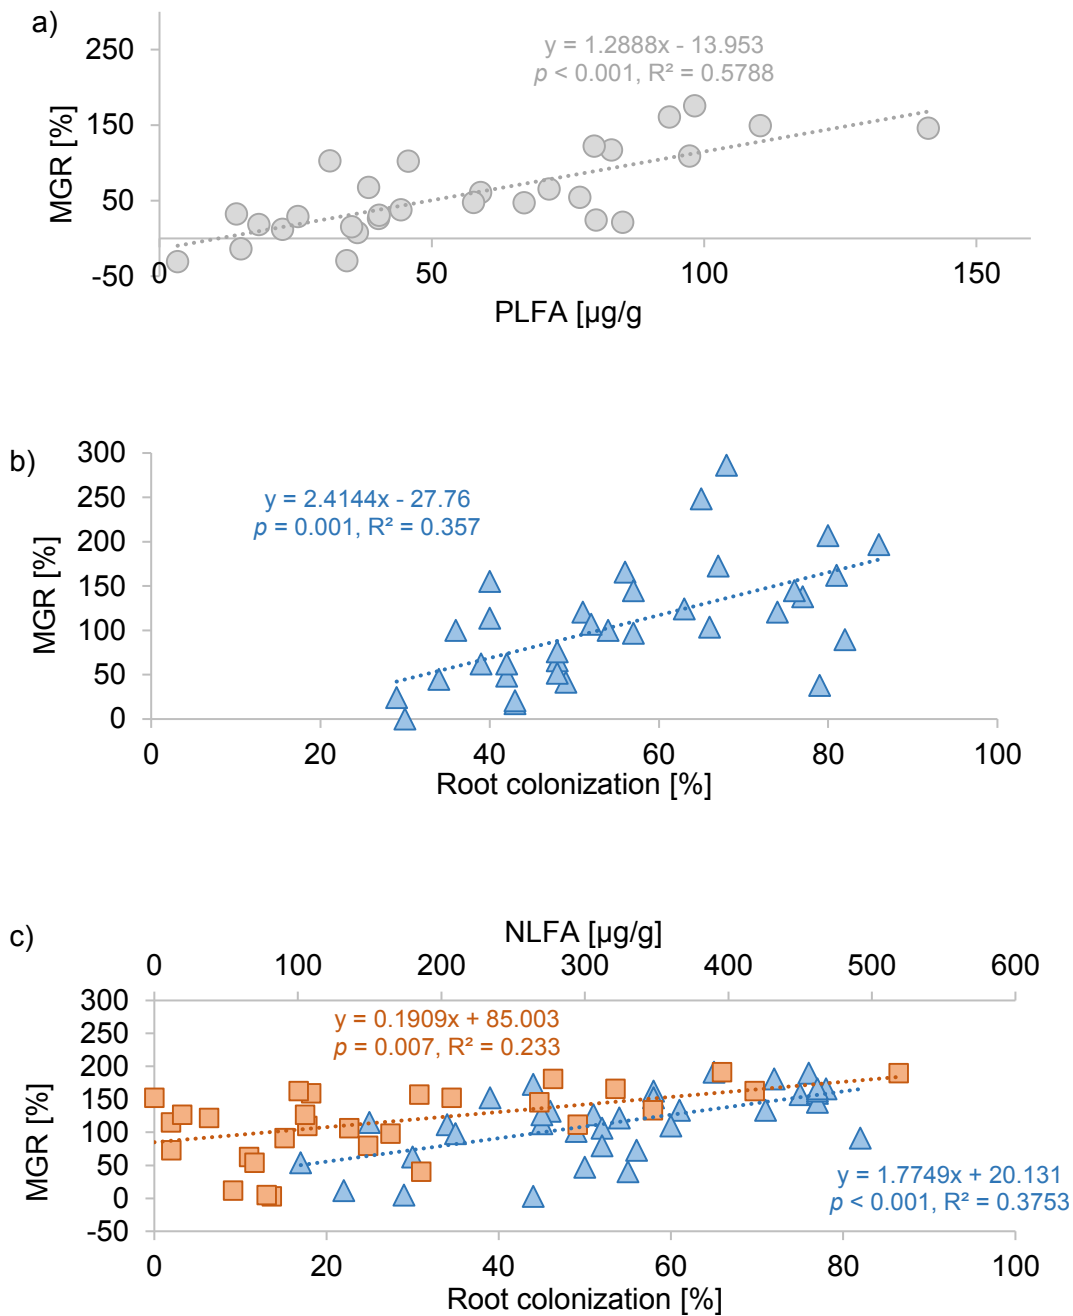 a)
250
150
50
-50
MGR [%]
y = 1.2888x - 13.953
p < 0.001, R² = 0.5788
0 50 100 150
PLFA [µg/g
b)
300
250
200
150
100
50
0
MGR [%]
y = 2.4144x - 27.76
p = 0.001, R² = 0.357
0 20 40 60 80 100
Root colonization [%]
c)
NLFA [µg/g]
0 100 200 300 400 500 600
300
250
200
150
100
50
0
-50
MGR [%]
y = 0.1909x + 85.003
p = 0.007, R² = 0.233
y = 1.7749x + 20.131
p < 0.001, R² = 0.3753
0 20 40 60 80 100
Root colonization [%]